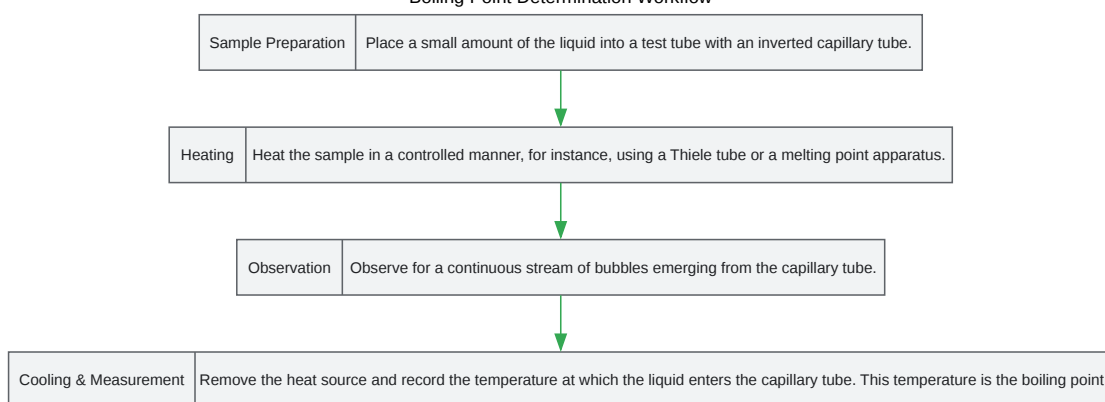 Boiling Point Determination Workflow
Sample Preparation Place a small amount of the liquid into a test tube with an inverted capillary tube.
Heating Heat the sample in a controlled manner, for instance, using a Thiele tube or a melting point apparatus.
Observation Observe for a continuous stream of bubbles emerging from the capillary tube.
Cooling & Measurement Remove the heat source and record the temperature at which the liquid enters the capillary tube. This temperature is the boiling point